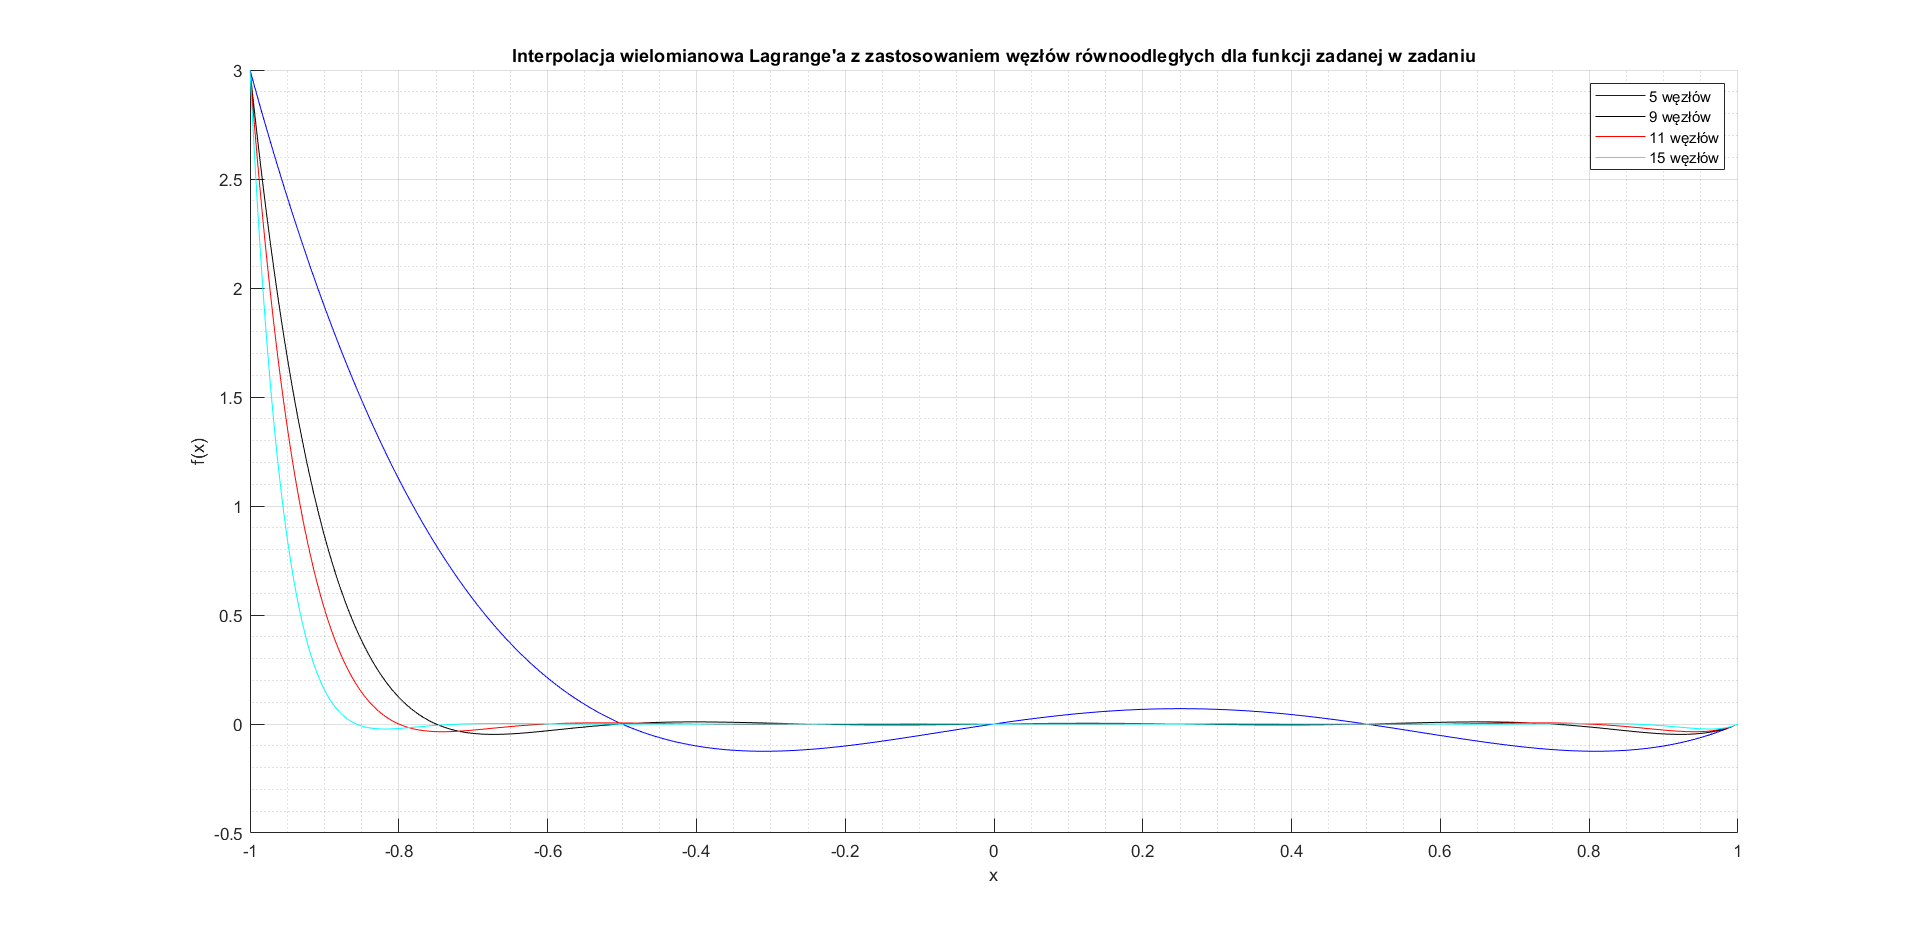 Interpolacja wielomianowa Lagrange'a z zastosowaniem węzłów równoodległych dla funkcji zadanej w zadaniu
3
2.5
2
1.5
1
0.5
0
-0.5
f(x)
5 węzłów
9 węzłów
11 węzłów
15 węzłów
-1 -0.8 -0.6 -0.4 -0.2 0 0.2 0.4 0.6 0.8 1
x